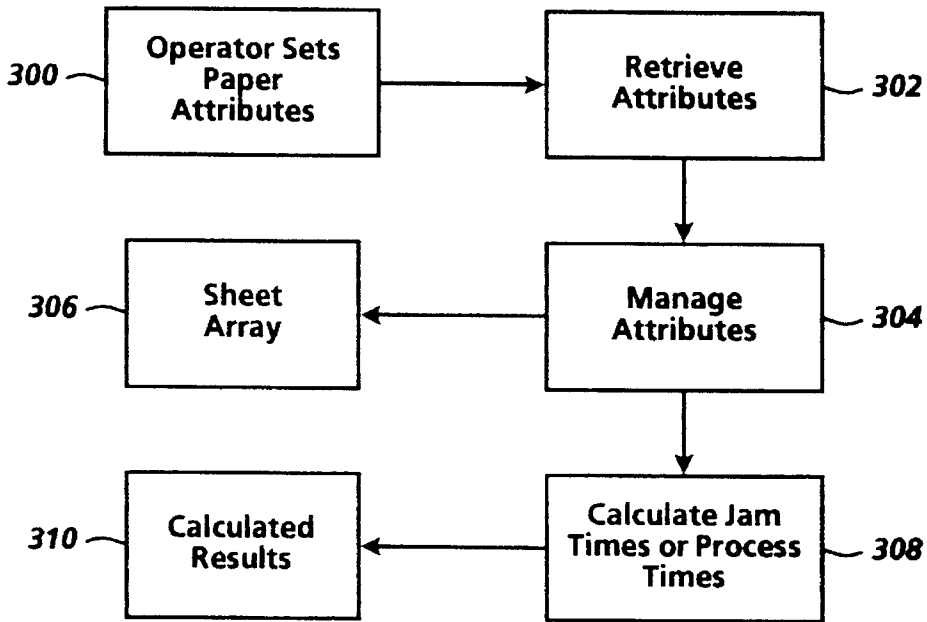 300
Operator Sets
Paper
Attributes
Retrieve
Attributes
302
306
Sheet
Array
Manage
Attributes
304
310
Calculated
Results
Calculate Jam
Times or Process
Times
308